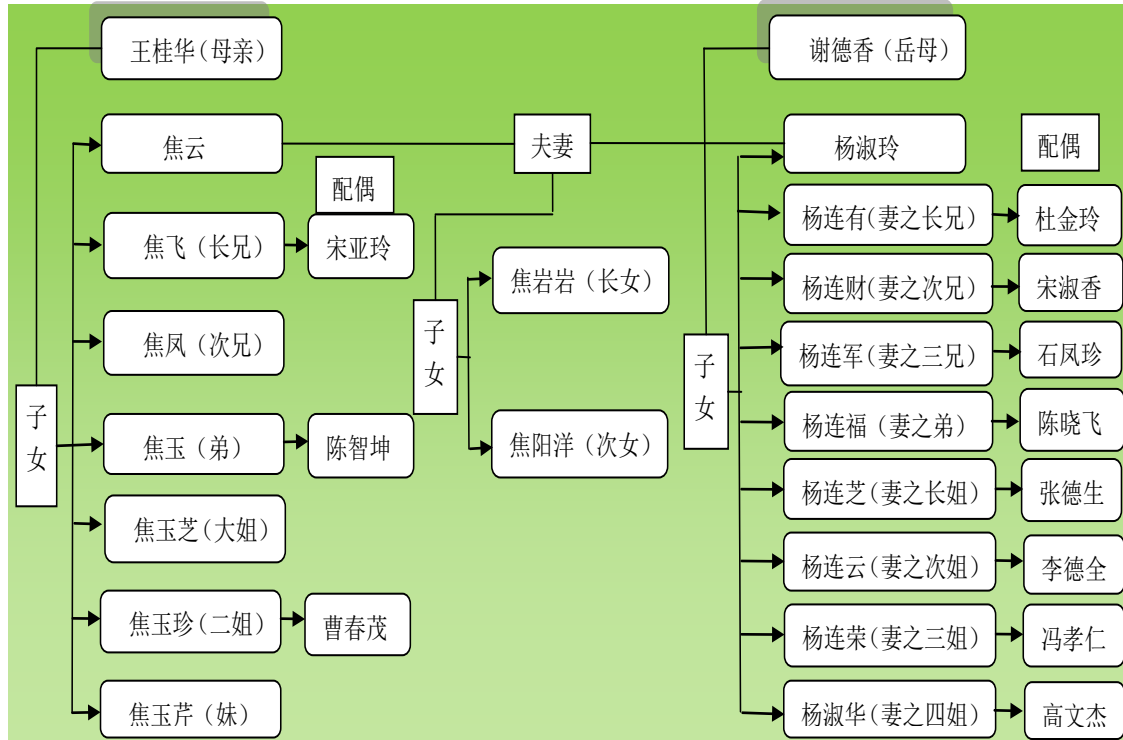 王桂华(母亲)
谢德香(岳母)
焦云
夫妻
杨淑玲
配偶
配偶
焦飞(长兄)
宋亚玲
杨连有(妻之长兄)
杜金玲
焦岩岩(长女)
杨连财(妻之次兄)
宋淑香
焦凤(次兄)
子
女
杨连军(妻之三兄)
石凤珍
子
女
子
女
焦玉(弟)
陈智坤
焦阳洋(次女)
杨连福(妻之弟)
陈晓飞
杨连芝(妻之长姐)
张德生
焦玉芝(大姐)
杨连云(妻之次姐)
李德全
焦玉珍(二姐)
曹春茂
杨连荣(妻之三姐)
冯孝仁
焦玉芹(妹)
杨淑华(妻之四姐)
高文杰